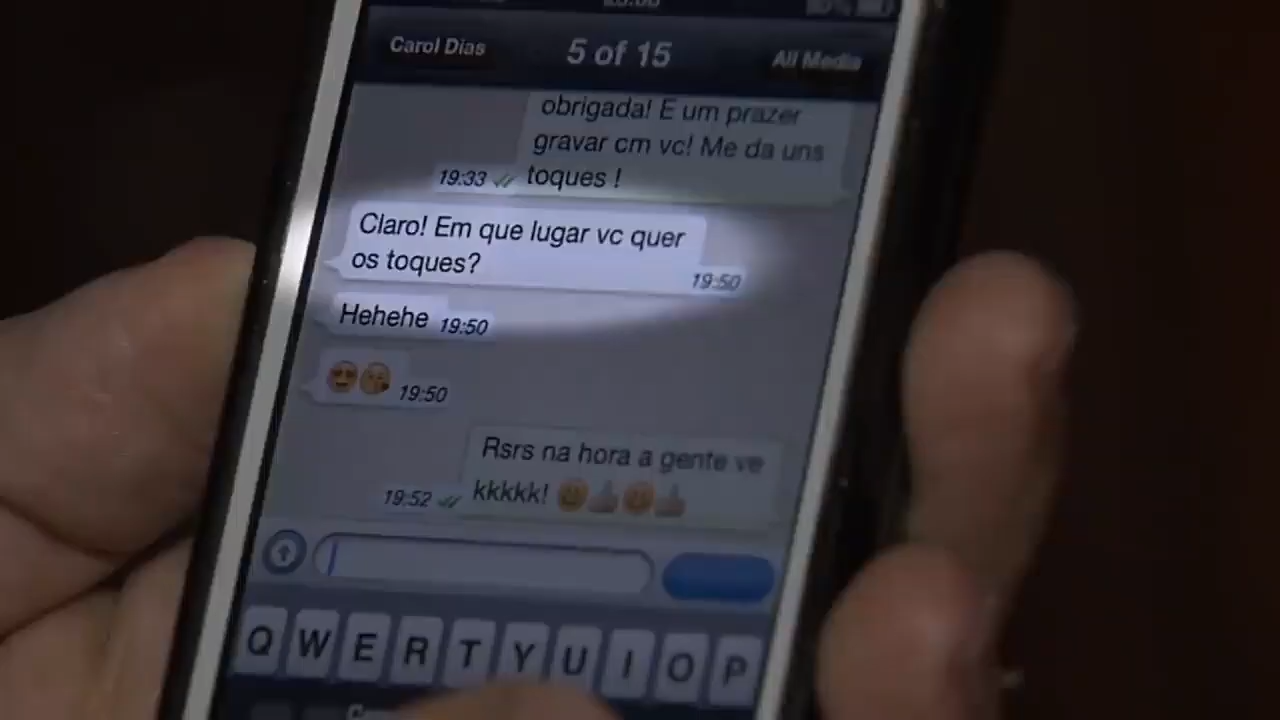 Carol Dias
5 of 15
All Media
obrigada! E um prazer
gravar cm vc! Me da uns
toques !
19:33
Claro! Em que lugar vc quer
os toques?
19:50
Hehehe 19:50
19:50
Rsrs na hora a gente ve
kkkkk!
19:52
Q W E R T Y U I O P